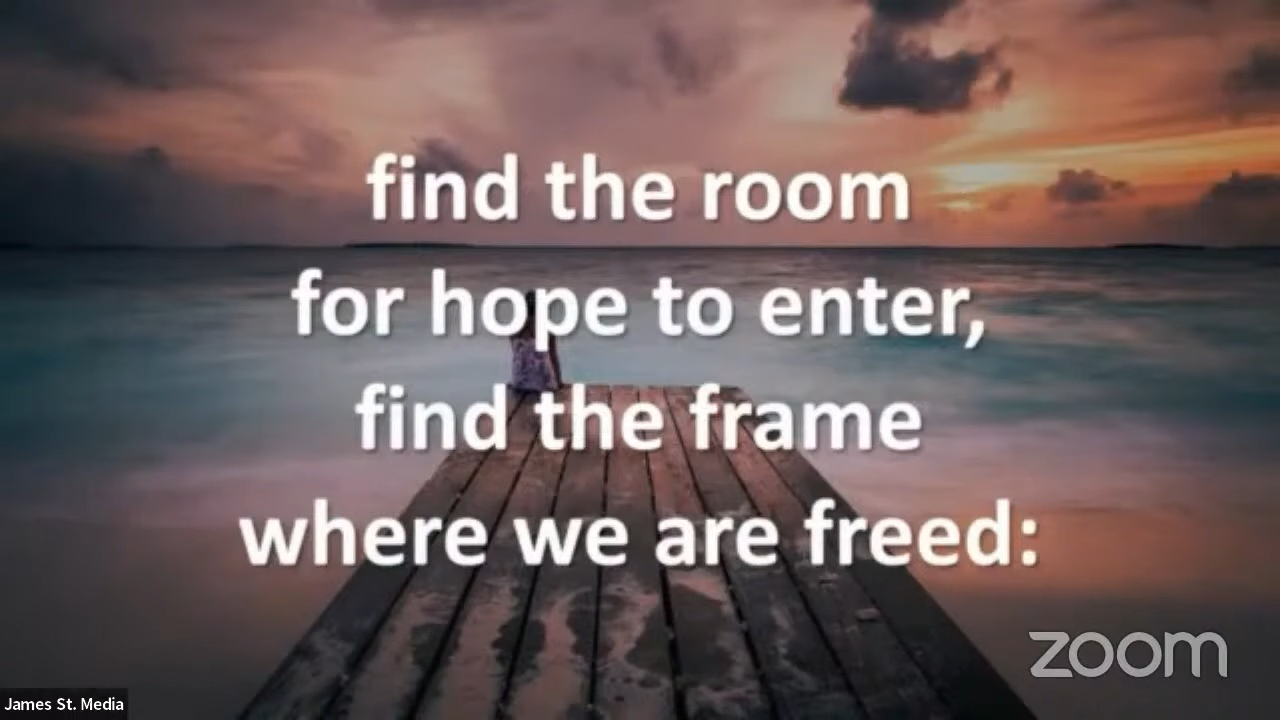 find the room
for hope to enter,
find the frame
where we are freed:
zoom
James St. Media